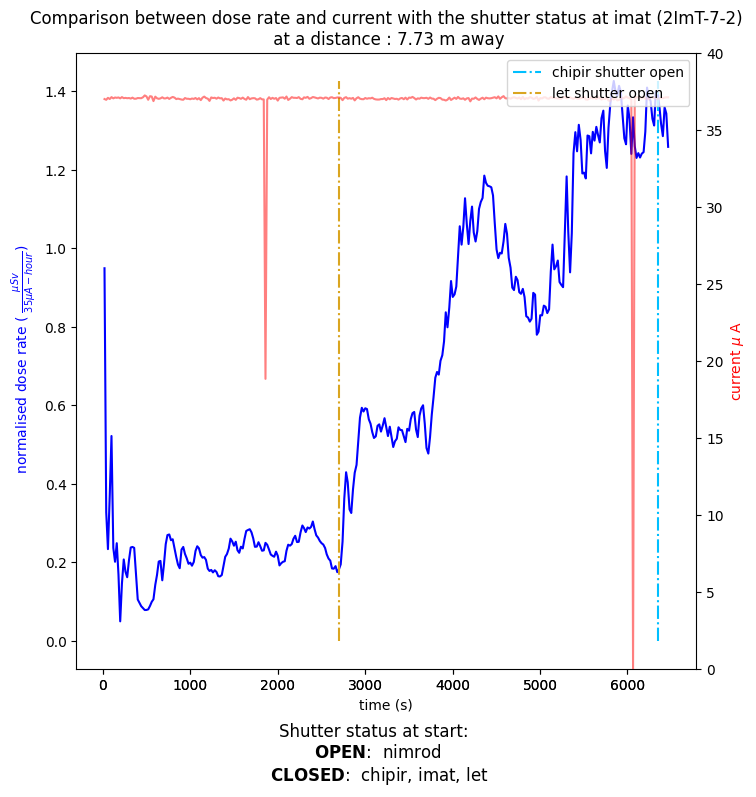 Comparison between dose rate and current with the shutter status at imat (2ImT-7-2)
at a distance : 7.73 m away
chipir shutter open
let shutter open
1.4
1.2
1.0
0.8
0.6
0.4
0.2
0.0
40
35
30
25
20
15
10
5
0
normalised dose rate ( μSv / 35μA − hour )
current μ A
0 1000 2000 3000 4000 5000 6000
time (s)
Shutter status at start:
OPEN: nimrod
CLOSED: chipir, imat, let